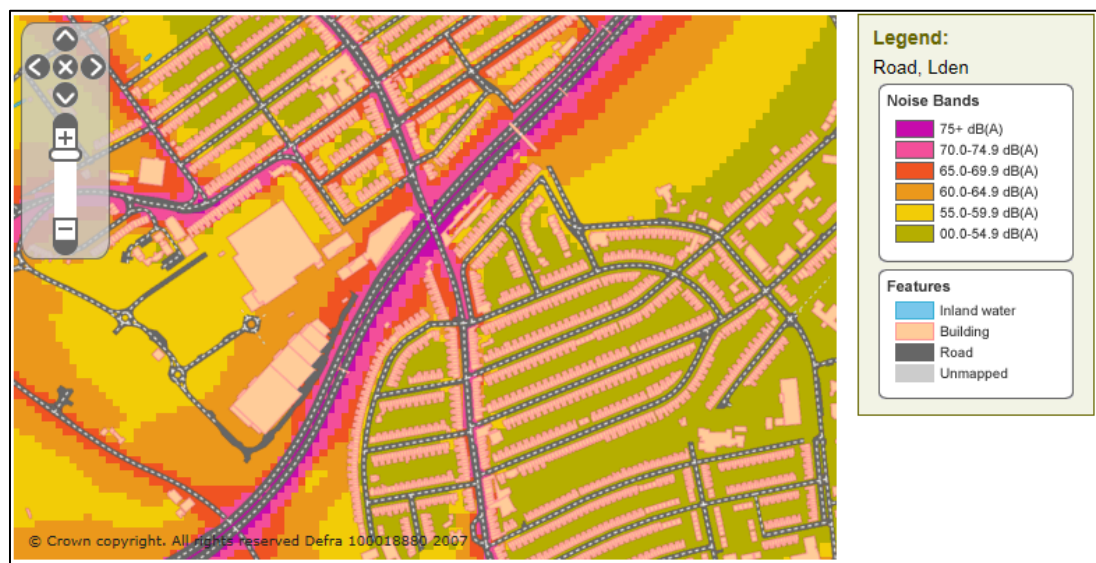 Legend:
Road, Lden
Noise Bands
75+ dB(A)
70.0-74.9 dB(A)
65.0-69.9 dB(A)
60.0-64.9 dB(A)
55.0-59.9 dB(A)
00.0-54.9 dB(A)
Features
Inland water
Building
Road
Unmapped
© Crown copyright. All rights reserved Defra 100018880 2007